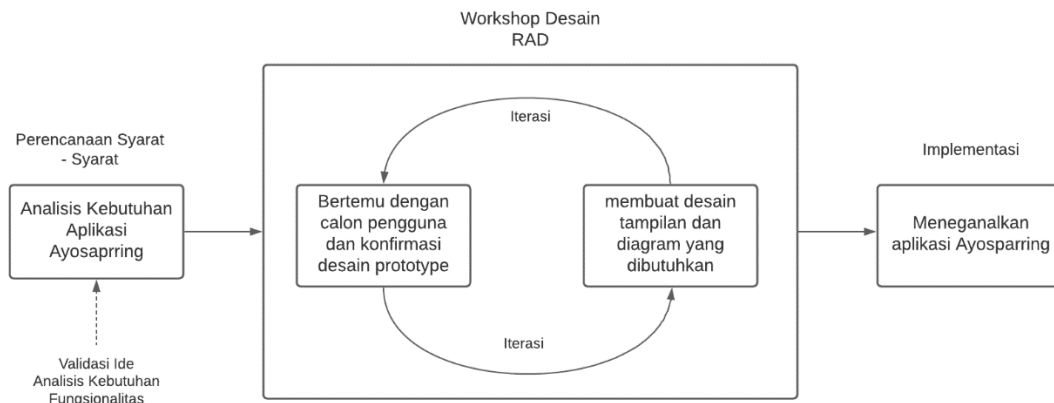 Workshop Desain
RAD
Perencanaan Syarat
- Syarat
Analisis Kebutuhan
Aplikasi
Ayosaprring
Validasi Ide
Analisis Kebutuhan
Fungsionalitas
Iterasi
Bertemu dengan
calon pengguna
dan konfirmasi
desain prototype
membuat desain
tampilan dan
diagram yang
dibutuhkan
Iterasi
Implementasi
Meneganalkan
aplikasi Ayosparring